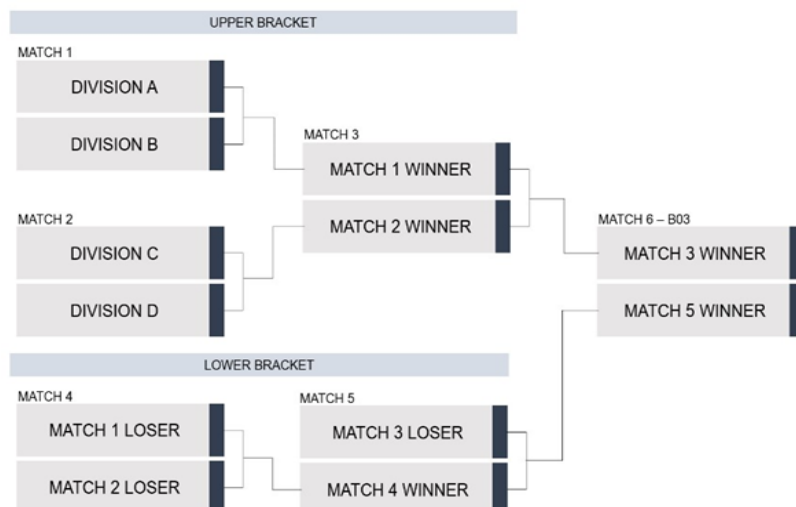 UPPER BRACKET
MATCH 1
DIVISION A
DIVISION B
MATCH 3
MATCH 1 WINNER
MATCH 2 WINNER
MATCH 2
DIVISION C
DIVISION D
MATCH 6 – B03
MATCH 3 WINNER
MATCH 5 WINNER
LOWER BRACKET
MATCH 4
MATCH 1 LOSER
MATCH 2 LOSER
MATCH 5
MATCH 3 LOSER
MATCH 4 WINNER